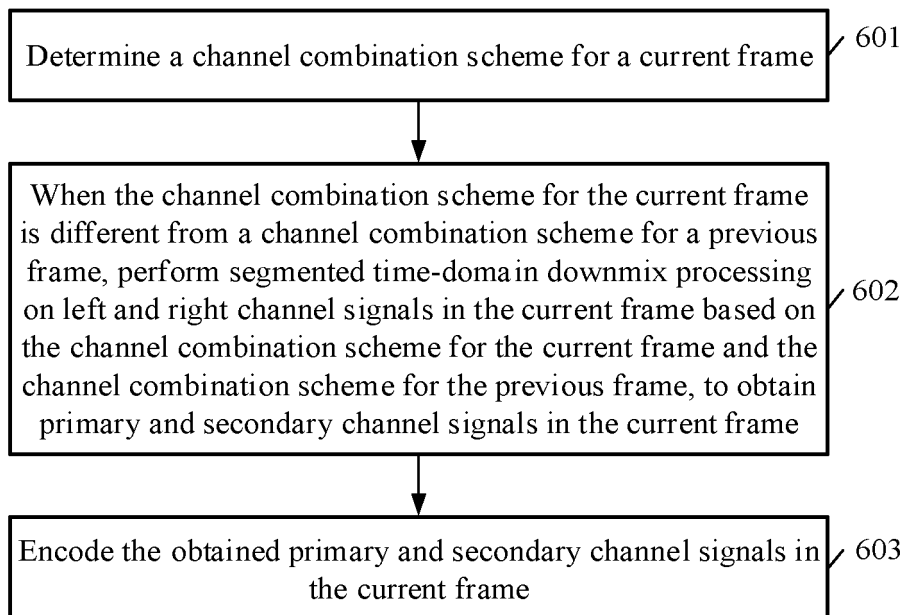 Determine a channel combination scheme for a current frame
601
When the channel combination scheme for the current frame
is different from a channel combination scheme for a previous
frame, perform segmented time-domain downmix processing
on left and right channel signals in the current frame based on
the channel combination scheme for the current frame and the
channel combination scheme for the previous frame, to obtain
primary and secondary channel signals in the current frame
602
Encode the obtained primary and secondary channel signals in
the current frame
603